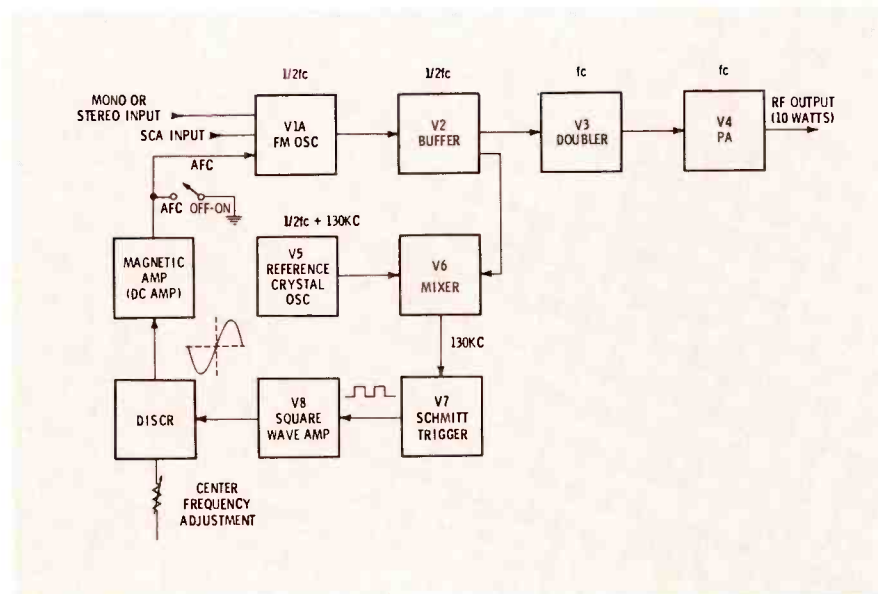 1/2fc
1/2fc
fc
fc
MONO OR
STEREO INPUT
SCA INPUT
V1A
FM OSC
V2
BUFFER
V3
DOUBLER
V4
PA
RF OUTPUT
(10 WATTS)
AFC
AFC OFF-ON
1/2fc + 130KC
MAGNETIC
AMP
(DC AMP)
V5
REFERENCE
CRYSTAL
OSC
V6
MIXER
130KC
DISCR
V8
SQUARE
WAVE AMP
V7
SCHMITT
TRIGGER
CENTER
FREQUENCY
ADJUSTMENT